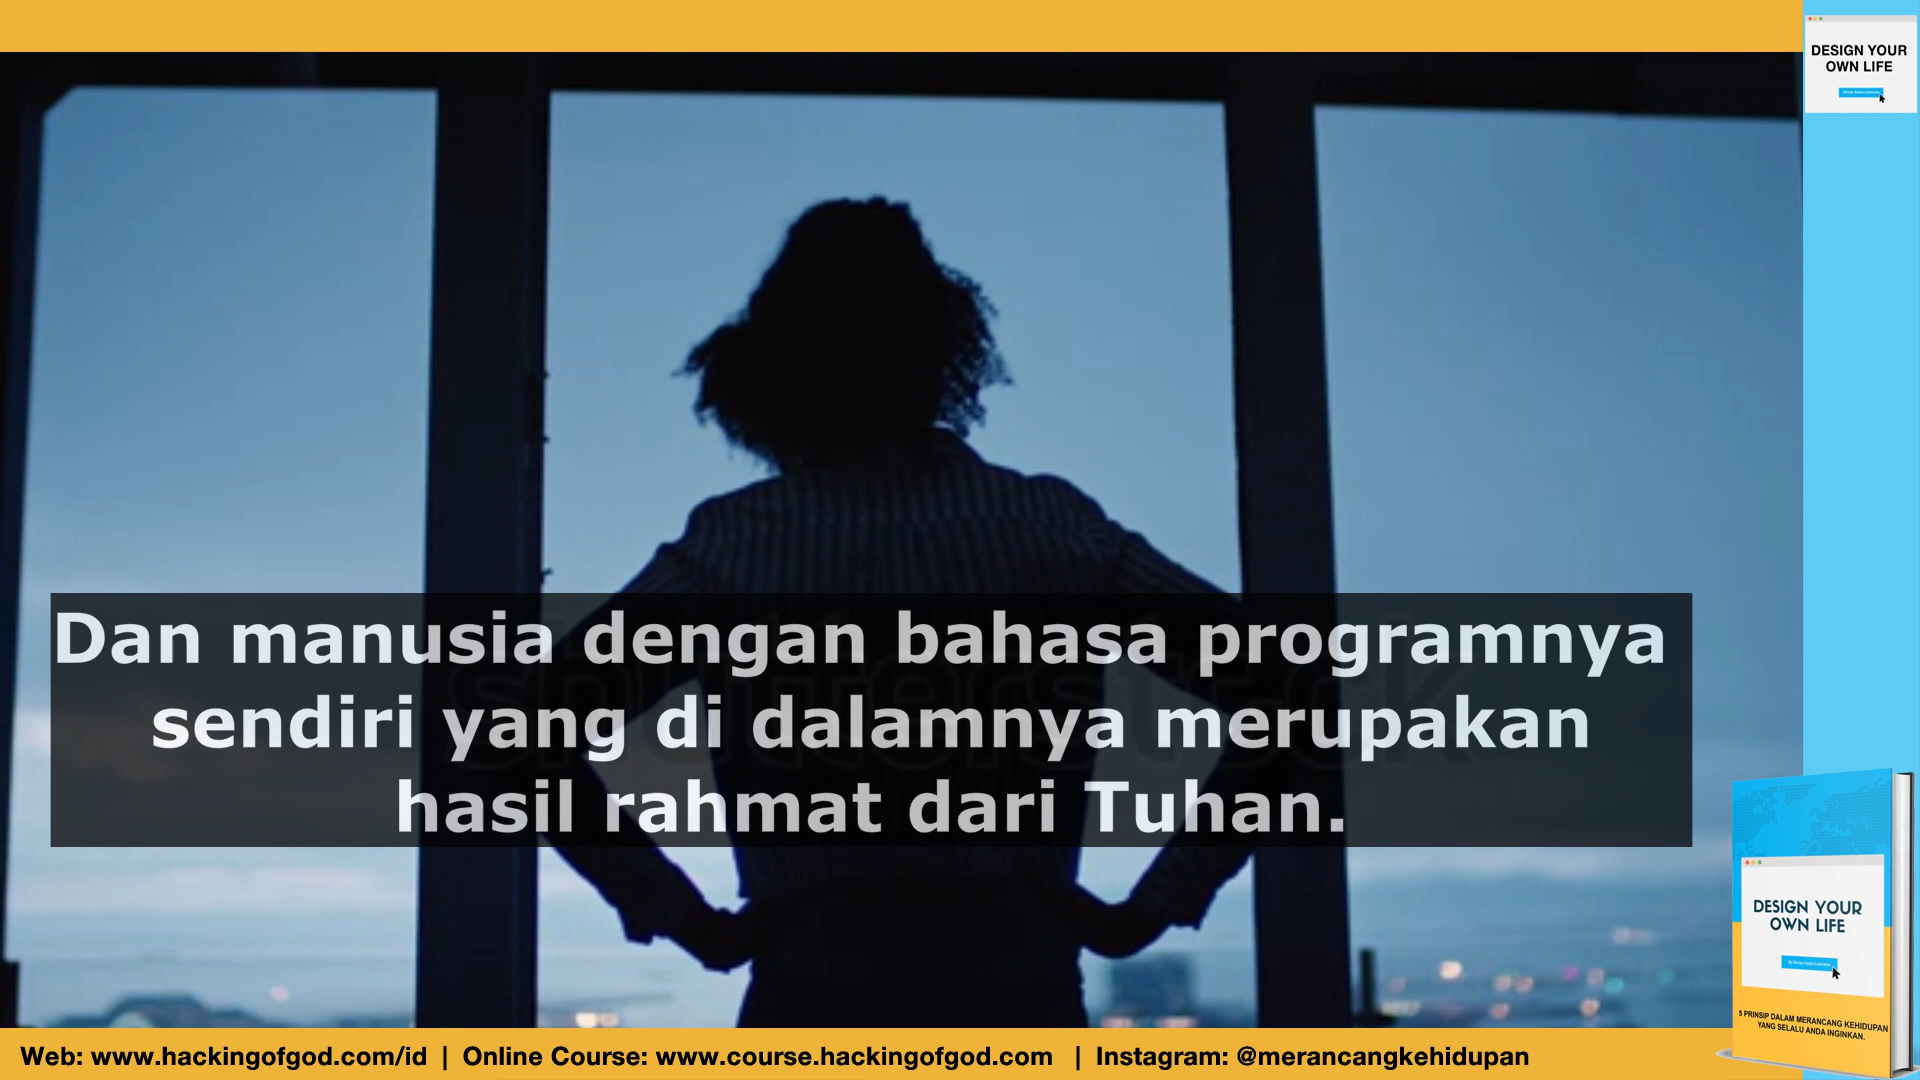 DESIGN YOUR
OWN LIFE
Dan manusia dengan bahasa programnya
sendiri yang di dalamnya merupakan
hasil rahmat dari Tuhan.
shutterstock
DESIGN YOUR
OWN LIFE
5 PRINSIP DALAM MERANCANG KEHIDUPAN
YANG SELALU ANDA INGINKAN.
Web: www.hackingofgod.com/id | Online Course: www.course.hackingofgod.com | Instagram: @merancangkehidupan